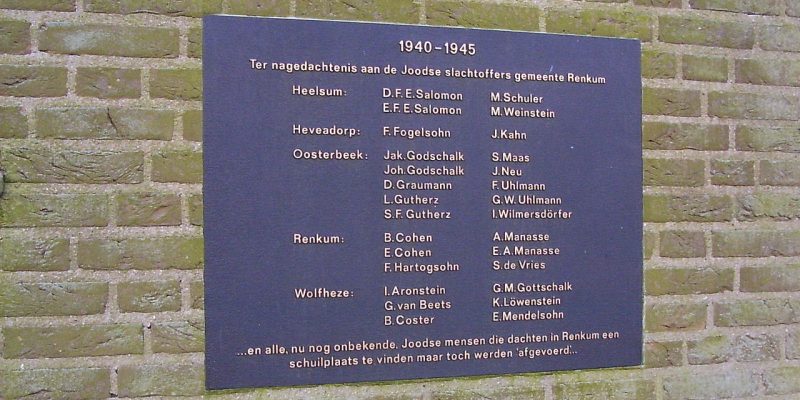 1940-1945
Ter nagedachtenis aan de Joodse slachtoffers gemeente Renkum
Heelsum: D.F.E.Salomon M.Schuler
E.F.E.Salomon M.Weinstein
Heveadorp: F.Fogelsohn J.Kahn
Oosterbeek: Jak.Godschalk S.Maas
Joh.Godschalk J.Neu
D.Graumann F.Uhlmann
L.Gutherz G.W.Uhlmann
S.F.Gutherz I.Wilmersdörfer
Renkum: B.Cohen A.Manasse
E.Cohen E.A.Manasse
F.Hartogsohn S.de Vries
Wolfheze: I.Aronstein G.M.Gottschalk
G.van Beets K.Löwenstein
B.Coster E.Mendelsohn
...en alle, nu nog onbekende, Joodse mensen die dachten in Renkum een
schuilplaats te vinden maar toch werden 'afgevoerd'...